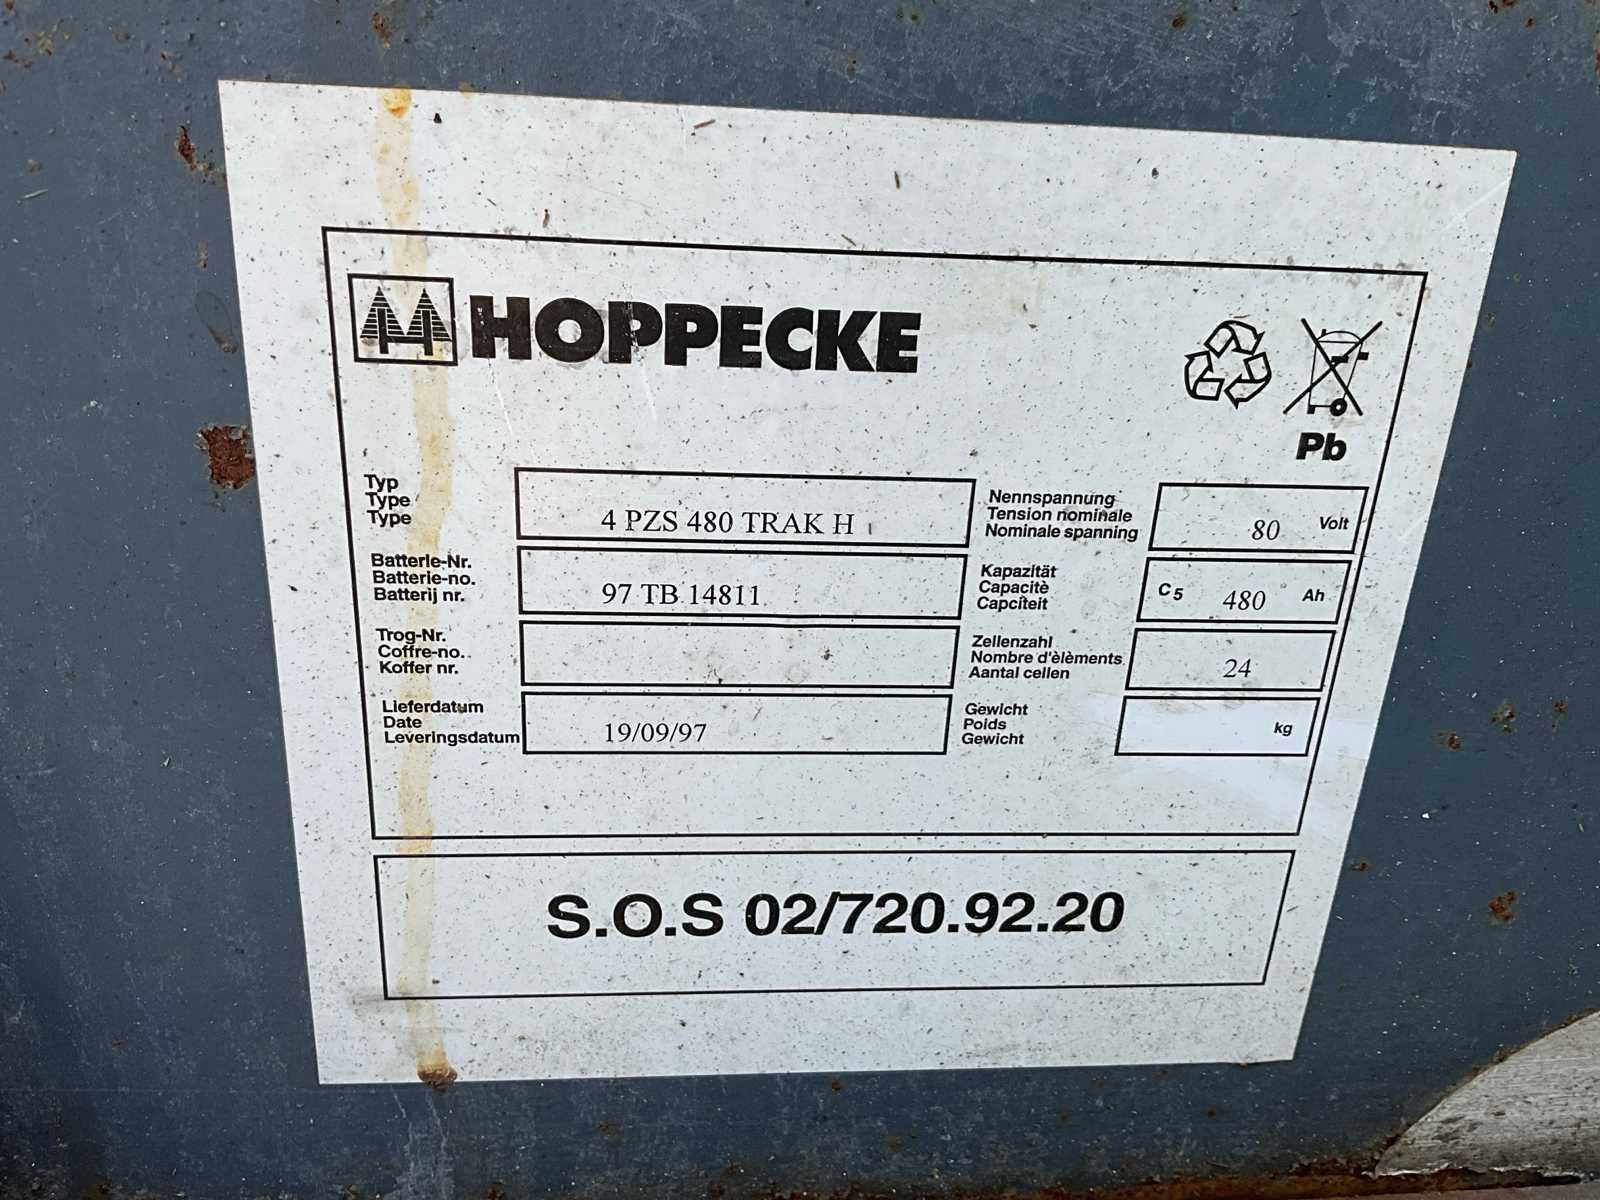 HOPPECKE
Pb
Typ
Type
Type
4 PZS 480 TRAK H
Nennspannung
Tension nominale
Nominale spanning
80 Volt
Batterie-Nr.
Batterie-no.
Batterij nr.
97 TB 14811
Kapazität
Capacitè
Capciteit
C5 480 Ah
Trog-Nr.
Coffre-no.
Koffer nr.
Zellenzahl
Nombre d'èlèments
Aantal cellen
24
Lieferdatum
Date
Leveringsdatum
19/09/97
Gewicht
Poids
Gewicht
kg
S.O.S 02/720.92.20